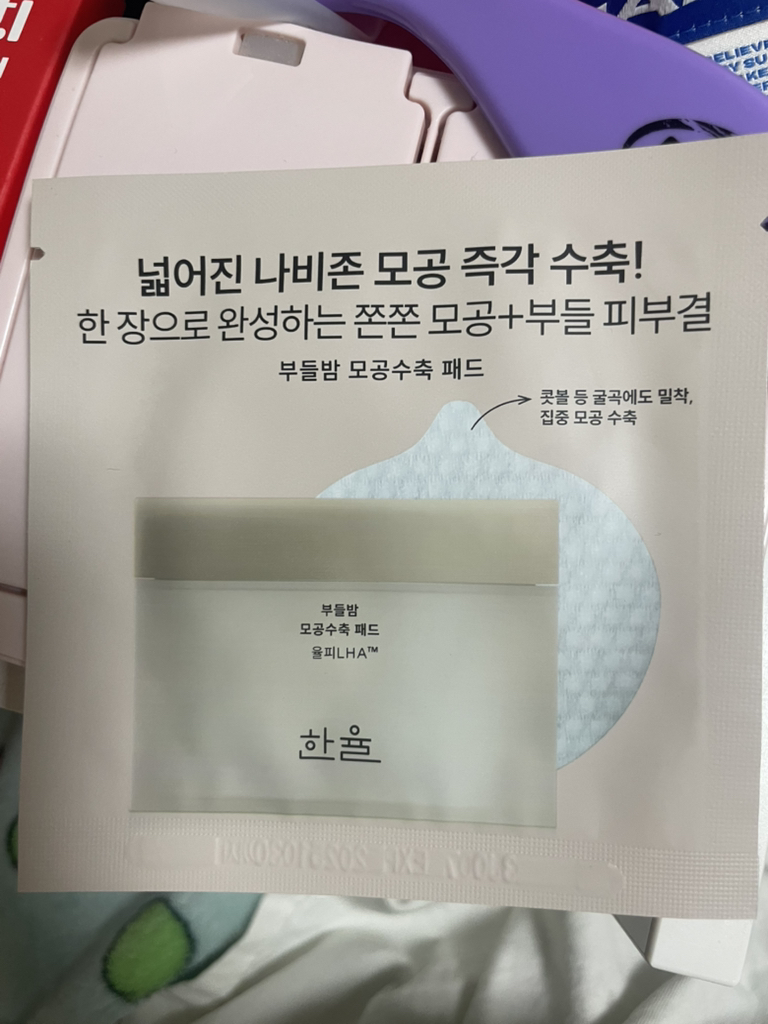 넓어진 나비존 모공 즉각 수축!
한 장으로 완성하는 쫀쫀 모공+부들 피부결
부들밤 모공수축 패드
콧볼 등 굴곡에도 밀착,
집중 모공 수축
부들밤
모공수축 패드
율피LHA™
한율